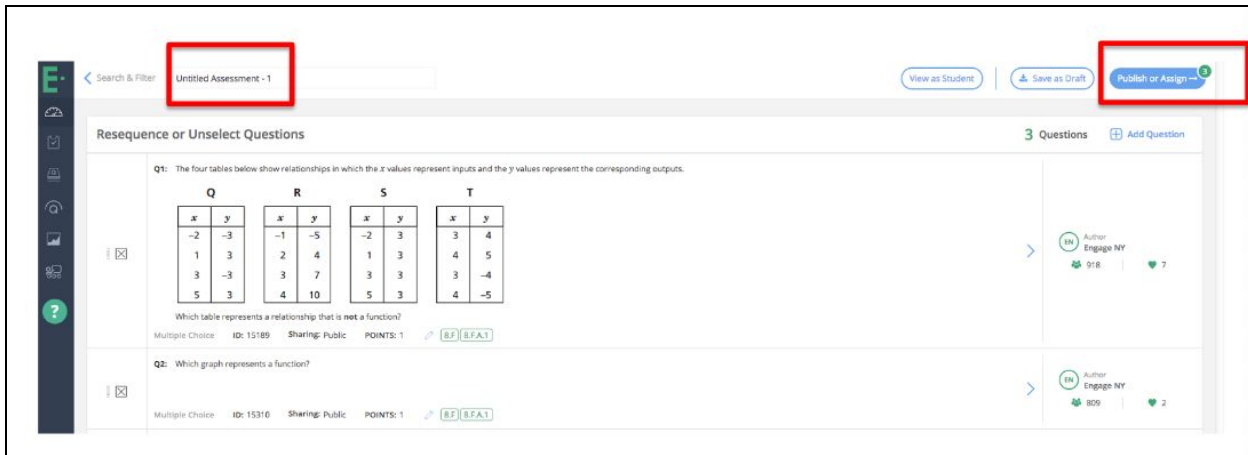 E·
Search & Filter
Untitled Assessment - 1
View as Student
Save as Draft
Publish or Assign
3
Resequence or Unselect Questions
3 Questions
Add Question
Q1: The four tables below show relationships in which the x values represent inputs and the y values represent the corresponding outputs.
Q R S T
x y x y x y x y
−2 −3 −1 −5 −2 3 3 4
1 3 2 4 1 3 4 5
3 −3 3 7 3 3 3 −4
5 3 4 10 5 3 4 −5
Which table represents a relationship that is not a function?
Multiple Choice ID: 15189 Sharing: Public POINTS: 1 8.F 8.F.A.1
EN
Author
Engage NY
918 7
Q2: Which graph represents a function?
Multiple Choice ID: 15310 Sharing: Public POINTS: 1 8.F 8.F.A.1
EN
Author
Engage NY
809 2
?